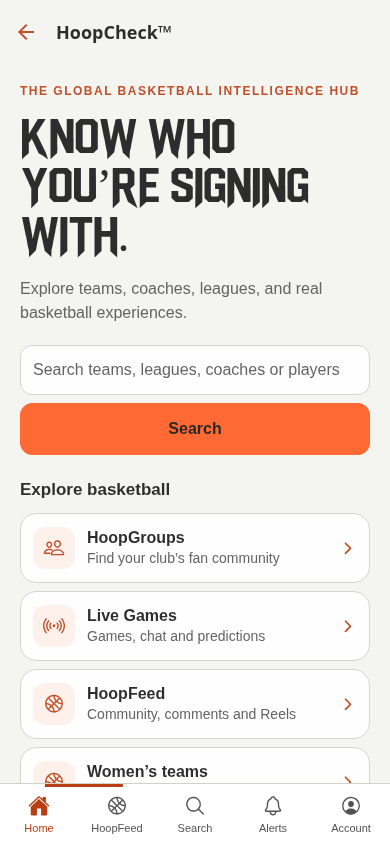 HoopCheck™
THE GLOBAL BASKETBALL INTELLIGENCE HUB
KNOW WHO
YOU’RE SIGNING
WITH.
Explore teams, coaches, leagues, and real
basketball experiences.
Search teams, leagues, coaches or players
Search
Explore basketball
HoopGroups
Find your club’s fan community
Live Games
Games, chat and predictions
HoopFeed
Community, comments and Reels
Women’s teams
Home
HoopFeed
Search
Alerts
Account